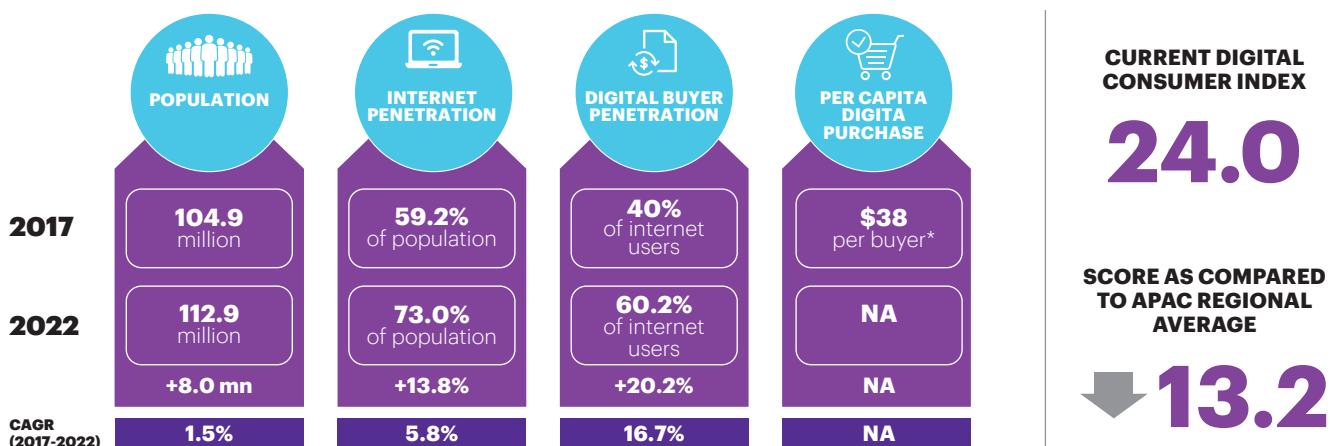 POPULATION
INTERNET
PENETRATION
DIGITAL BUYER
PENETRATION
PER CAPITA
DIGITA
PURCHASE
2017
104.9
million
59.2%
of population
40%
of internet
users
$38
per buyer*
2022
112.9
million
73.0%
of population
60.2%
of internet
users
NA
+8.0 mn
+13.8%
+20.2%
NA
CAGR
(2017-2022)
1.5%
5.8%
16.7%
NA
CURRENT DIGITAL
CONSUMER INDEX
24.0
SCORE AS COMPARED
TO APAC REGIONAL
AVERAGE
13.2